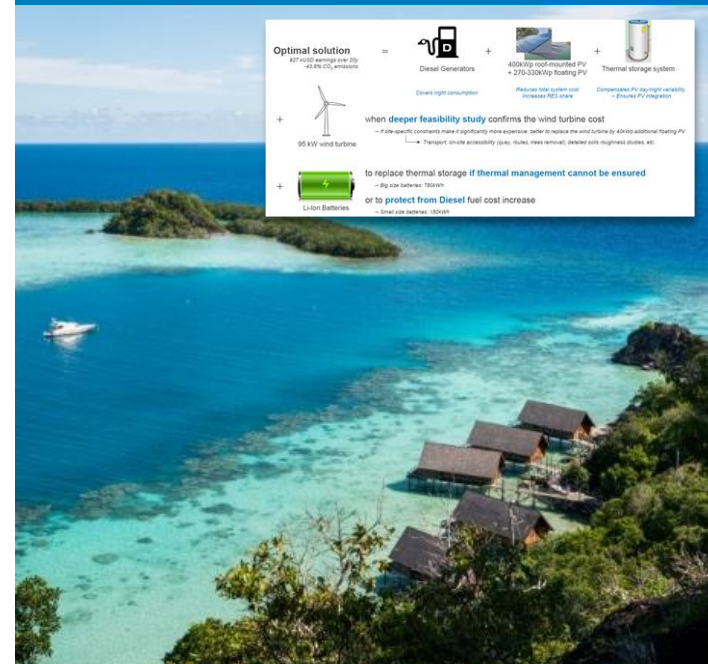 Optimal solution
=
+
+
D
-43.8% CO₂ emissions
Diesel Generators
400kWp roof-mounted PV
+ 270-330kWp floating PV
Thermal storage system
Covers night consumption
Reduces total system cost
Increases RES share
Compensates PV day/night variability
→ Ensures PV integration
+
95 kW wind turbine
when deeper feasibility study confirms the wind turbine cost
→ If site-specific constraints make it significantly more expensive: better to replace the wind turbine by 40kWp additional floating PV
Transport, on-site accessibility (quay, routes, trees removal), detailed soils roughness studies, etc.
+
Li-Ion Batteries
to replace thermal storage if thermal management cannot be ensured
→ Big size batteries: 780kWh
or to protect from Diesel fuel cost increase
→ Small size batteries: 150kWh